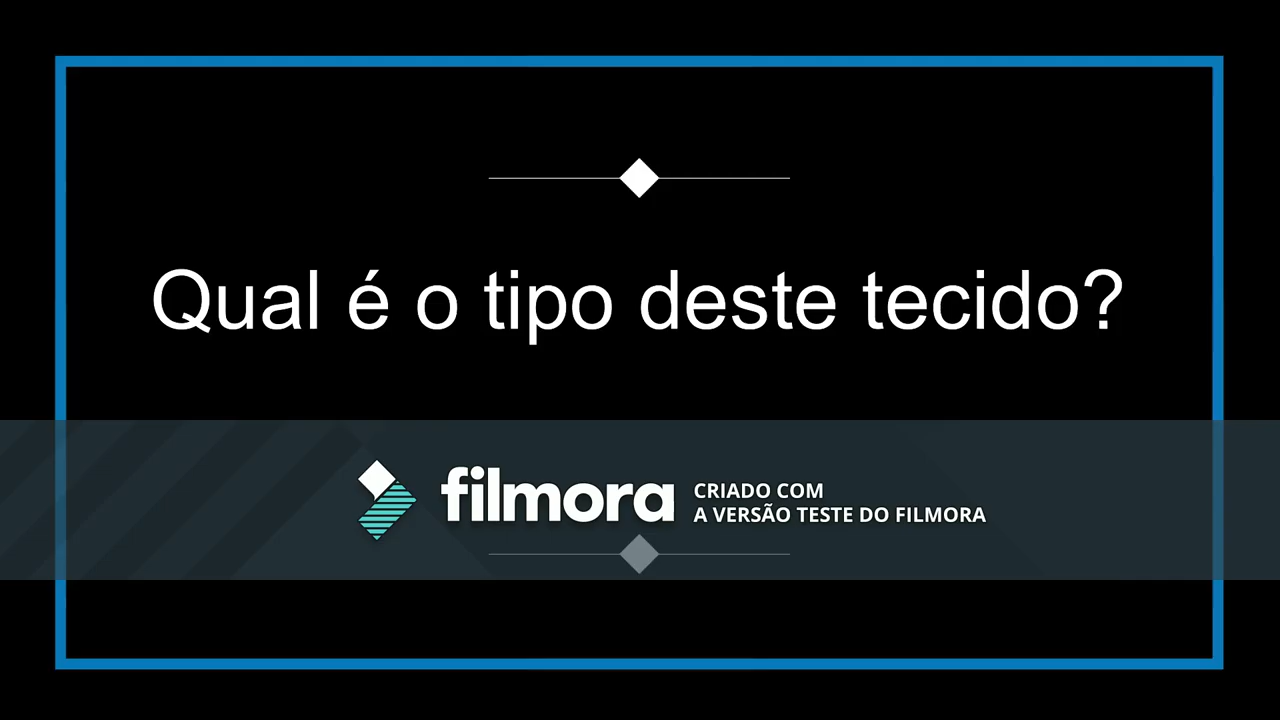 Qual é o tipo deste tecido?
filmora
CRIADO COM
A VERSÃO TESTE DO FILMORA